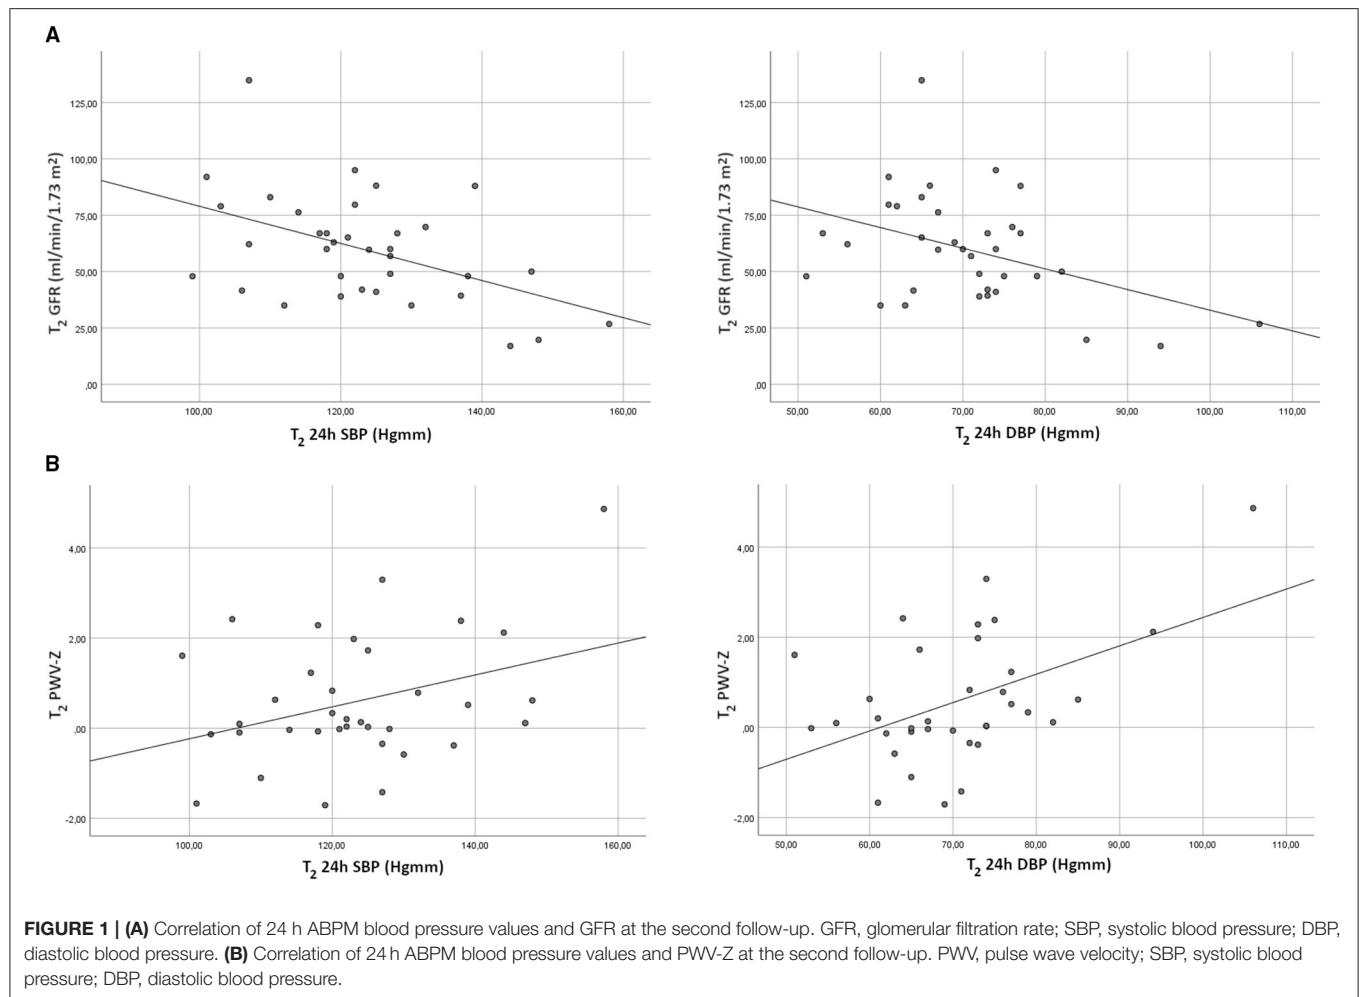 A
125,00
100,00
75,00
50,00
25,00
,00
T2 GFR (ml/min/1.73 m²)
100,00 120,00 140,00 160,00
T2 24h SBP (Hgmm)
125,00
100,00
75,00
50,00
25,00
,00
T2 GFR (ml/min/1.73 m²)
50,00 60,00 70,00 80,00 90,00 100,00 110,00
T2 24h DBP (Hgmm)
B
4,00
2,00
,00
-2,00
T2 PWV-Z
100,00 120,00 140,00 160,00
T2 24h SBP (Hgmm)
4,00
2,00
,00
-2,00
T2 PWV-Z
50,00 60,00 70,00 80,00 90,00 100,00 110,00
T2 24h DBP (Hgmm)
FIGURE 1 | (A) Correlation of 24 h ABPM blood pressure values and GFR at the second follow-up. GFR, glomerular filtration rate; SBP, systolic blood pressure; DBP,
diastolic blood pressure. (B) Correlation of 24 h ABPM blood pressure values and PWV-Z at the second follow-up. PWV, pulse wave velocity; SBP, systolic blood
pressure; DBP, diastolic blood pressure.